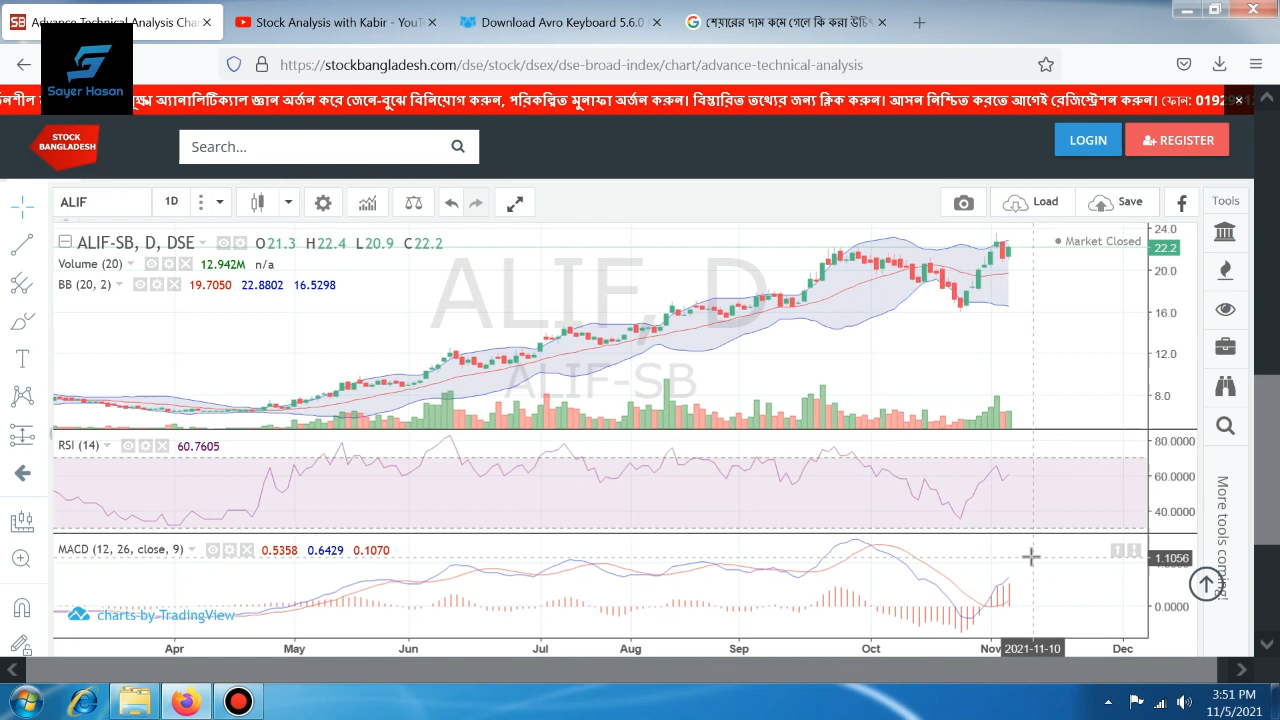 Advance Technical Analysis Cha
Stock Analysis with Kabir - YouT
Download Avro Keyboard 5.6.0
শেয়ারের দাম কমে গেলে কি করা উচিৎ
https://stockbangladesh.com/dse/stock/dsex/dse-broad-index/chart/advance-technical-analysis
Sayer Hasan
অ্যানালিটিক্যাল জ্ঞান অর্জন করে জেনে-বুঝে বিনিয়োগ করুন, পরিকল্পিত মুনাফা অর্জন করুন। বিস্তারিত তথ্যের জন্য ক্লিক করুন। আসন নিশ্চিত করতে আগেই রেজিস্ট্রেশন করুন। ফোন:
STOCK
BANGLADESH
Search...
LOGIN
REGISTER
ALIF
1D
Load
Save
Tools
ALIF-SB, D, DSE
O21.3 H22.4 L20.9 C22.2
Market Closed
Volume (20)
12.942M n/a
BB (20, 2)
19.7050 22.8802 16.5298
ALIF, D
ALIF-SB
24.0
22.2
20.0
16.0
12.0
8.0
RSI (14)
60.7605
80.0000
60.0000
40.0000
MACD (12, 26, close, 9)
0.5358 0.6429 0.1070
1.1056
0.0000
charts by TradingView
More tools coming!
Apr May Jun Jul Aug Sep Oct Nov 2021-11-10 Dec
3:51 PM
11/5/2021